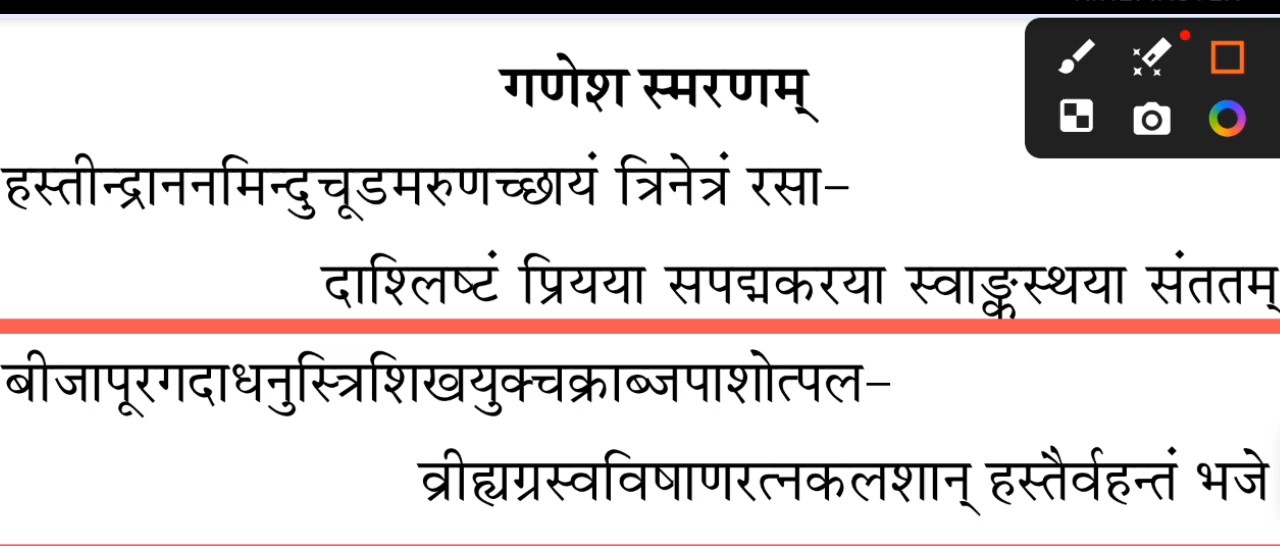 गणेश स्मरणम्
हस्तीन्द्राननमिन्दुचूडमरुणच्छायं त्रिनेत्रं रसा–
दाश्लिष्टं प्रियया सपद्मकरया स्वाङ्कस्थया संततम्
बीजापूरगदाधनुस्त्रिशिखयुक्चक्राब्जपाशोत्पल–
व्रीह्यग्रस्वविषाणरत्नकलशान् हस्तैर्वहन्तं भजे